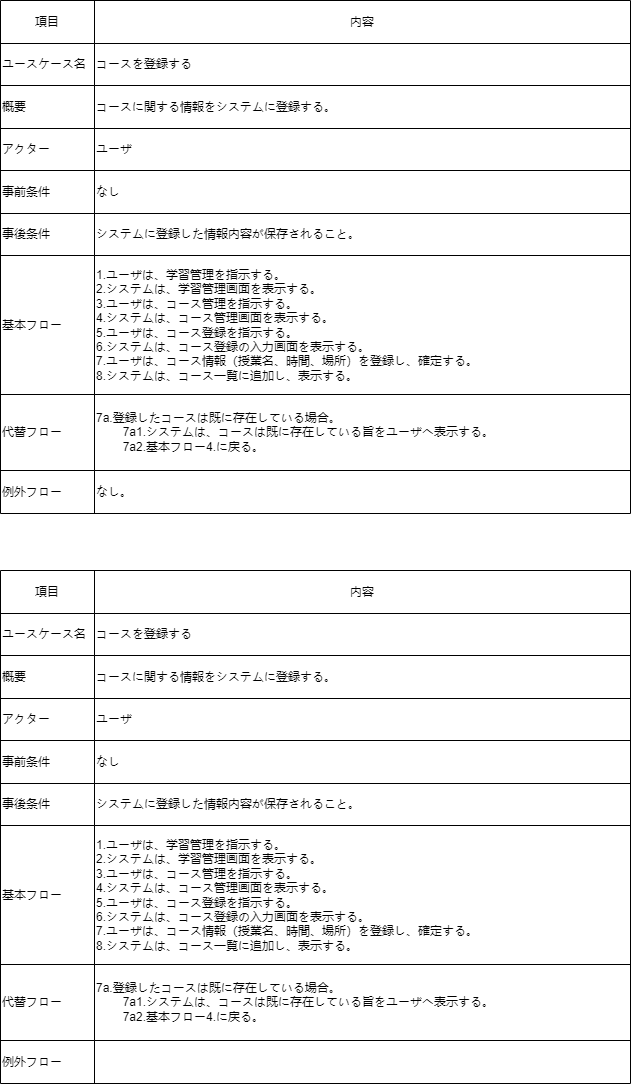 項目 内容
ユースケース名 コースを登録する
概要 コースに関する情報をシステムに登録する。
アクター ユーザ
事前条件 なし
事後条件 システムに登録した情報内容が保存されること。
基本フロー
1.ユーザは、学習管理を指示する。
2.システムは、学習管理画面を表示する。
3.ユーザは、コース管理を指示する。
4.システムは、コース管理画面を表示する。
5.ユーザは、コース登録を指示する。
6.システムは、コース登録の入力画面を表示する。
7.ユーザは、コース情報（授業名、時間、場所）を登録し、確定する。
8.システムは、コース一覧に追加し、表示する。
代替フロー
7a.登録したコースは既に存在している場合。
7a1.システムは、コースは既に存在している旨をユーザへ表示する。
7a2.基本フロー4.に戻る。
例外フロー なし。
項目 内容
ユースケース名 コースを登録する
概要 コースに関する情報をシステムに登録する。
アクター ユーザ
事前条件 なし
事後条件 システムに登録した情報内容が保存されること。
基本フロー
1.ユーザは、学習管理を指示する。
2.システムは、学習管理画面を表示する。
3.ユーザは、コース管理を指示する。
4.システムは、コース管理画面を表示する。
5.ユーザは、コース登録を指示する。
6.システムは、コース登録の入力画面を表示する。
7.ユーザは、コース情報（授業名、時間、場所）を登録し、確定する。
8.システムは、コース一覧に追加し、表示する。
代替フロー
7a.登録したコースは既に存在している場合。
7a1.システムは、コースは既に存在している旨をユーザへ表示する。
7a2.基本フロー4.に戻る。
例外フロー